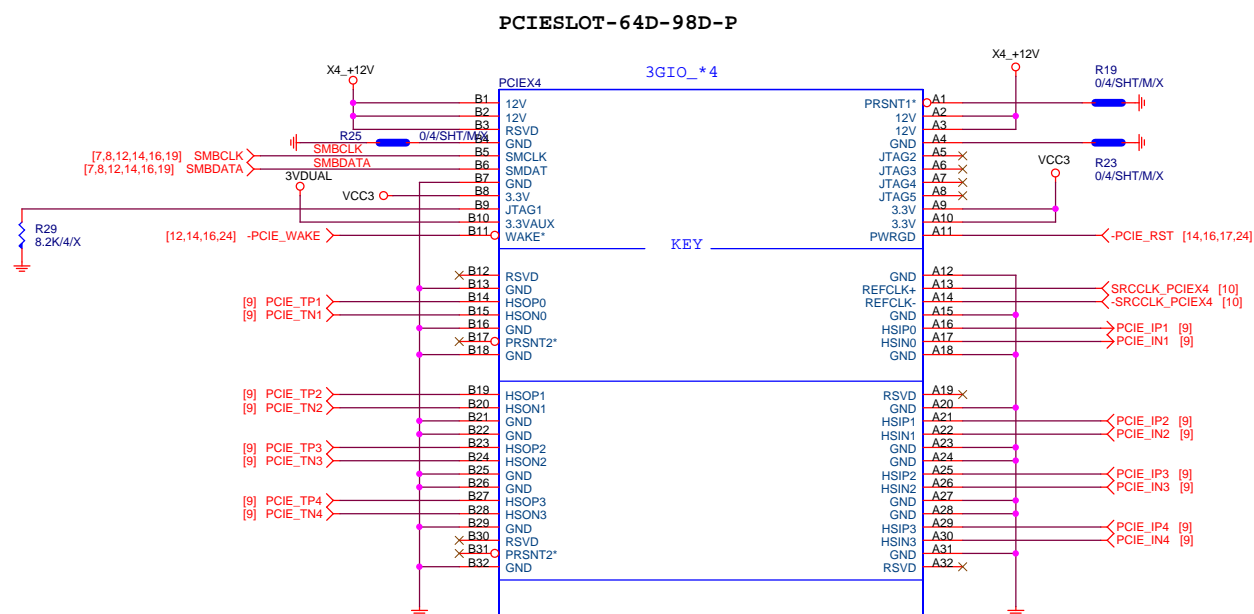 PCIESLOT-64D-98D-P
X4_+12V
3GIO_*4
X4_+12V
R19
0/4/SHT/M/X
PCIEX4
B1 12V PRSNT1* A1
B2 12V 12V A2
B3 RSVD 12V A3
R25 0/4/SHT/M/X B4 GND GND A4
[7,8,12,14,16,19] SMBCLK SMBCLK B5 SMCLK JTAG2 A5
[7,8,12,14,16,19] SMBDATA SMBDATA B6 SMDAT JTAG3 A6
R23
0/4/SHT/M/X
VCC3
3VDUAL B7 GND JTAG4 A7
VCC3 B8 3.3V JTAG5 A8
B9 JTAG1 3.3V A9
B10 3.3VAUX 3.3V A10
R29
8.2K/4/X
[12,14,16,24] -PCIE_WAKE B11 WAKE* PWRGD A11 -PCIE_RST [14,16,17,24]
KEY
B12 RSVD GND A12
B13 GND REFCLK+ A13 SRCCLK_PCIEX4 [10]
[9] PCIE_TP1 B14 HSOP0 REFCLK- A14 -SRCCLK_PCIEX4 [10]
[9] PCIE_TN1 B15 HSON0 GND A15
B16 GND HSIP0 A16 PCIE_IP1 [9]
B17 PRSNT2* HSIN0 A17 PCIE_IN1 [9]
B18 GND GND A18
[9] PCIE_TP2 B19 HSOP1 RSVD A19
[9] PCIE_TN2 B20 HSON1 GND A20
B21 GND HSIP1 A21 PCIE_IP2 [9]
B22 GND HSIN1 A22 PCIE_IN2 [9]
[9] PCIE_TP3 B23 HSOP2 GND A23
[9] PCIE_TN3 B24 HSON2 GND A24
B25 GND HSIP2 A25 PCIE_IP3 [9]
B26 GND HSIN2 A26 PCIE_IN3 [9]
[9] PCIE_TP4 B27 HSOP3 GND A27
[9] PCIE_TN4 B28 HSON3 GND A28
B29 GND HSIP3 A29 PCIE_IP4 [9]
B30 RSVD HSIN3 A30 PCIE_IN4 [9]
B31 PRSNT2* GND A31
B32 GND RSVD A32